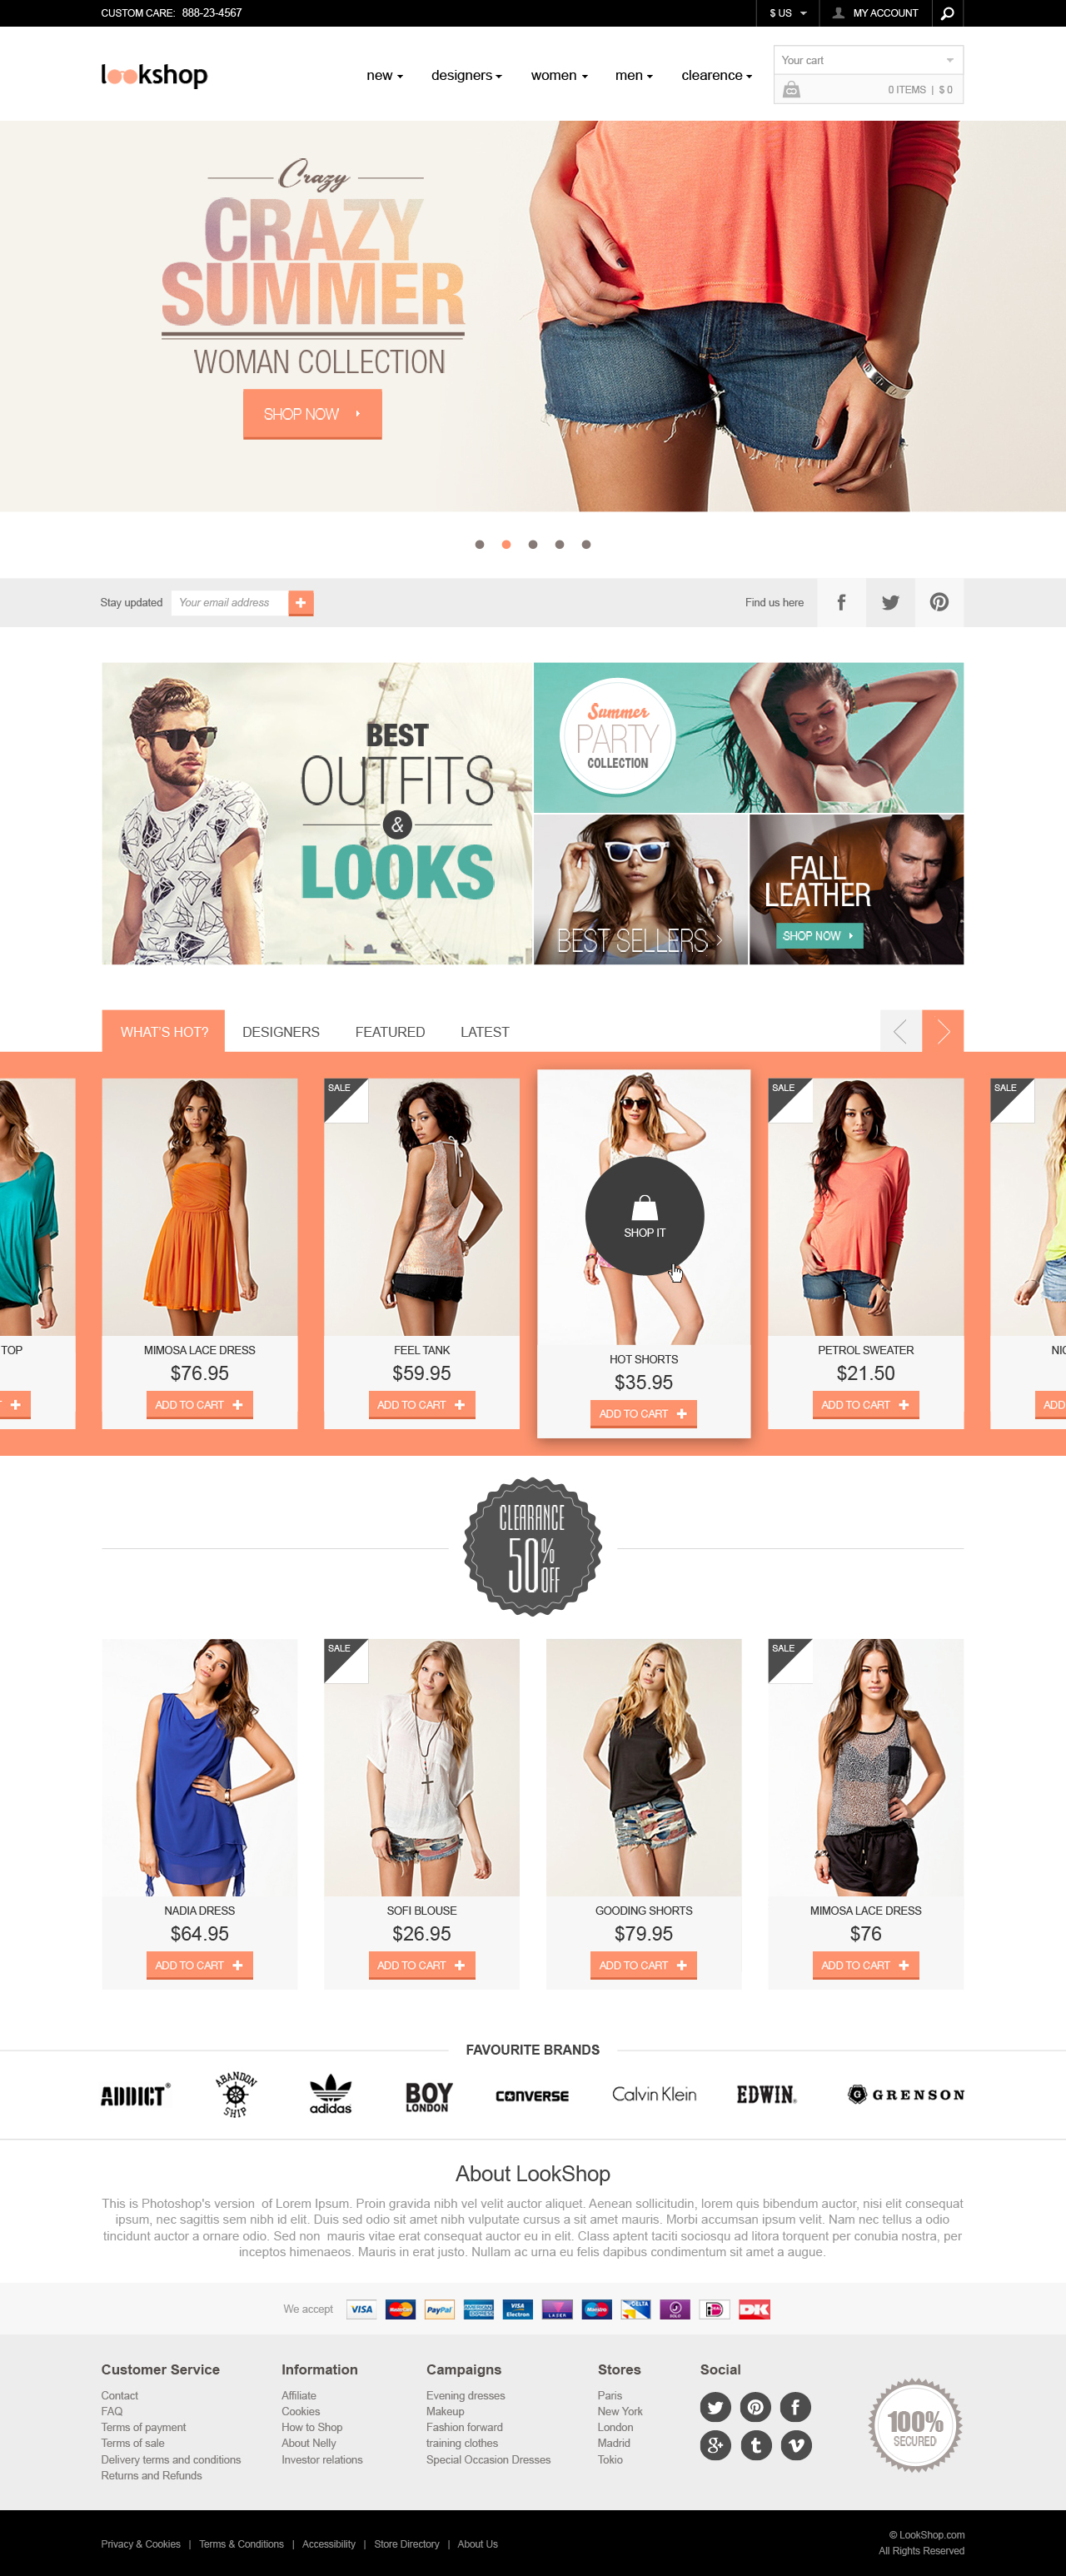 CUSTOM CARE: 888-23-4567
$ US
MY ACCOUNT
lookshop
new
designers
women
men
clearence
Your cart
0 ITEMS | $ 0
Crazy
CRAZY
SUMMER
WOMAN COLLECTION
SHOP NOW
Stay updated
Your email address
Find us here
BEST
OUTFITS
&
LOOKS
Summer
PARTY
COLLECTION
BEST SELLERS
FALL
LEATHER
SHOP NOW
WHAT'S HOT?
DESIGNERS
FEATURED
LATEST
SALE
SALE
SALE
SHOP IT
TOP
MIMOSA LACE DRESS
$76.95
ADD TO CART
FEEL TANK
$59.95
ADD TO CART
HOT SHORTS
$35.95
ADD TO CART
PETROL SWEATER
$21.50
ADD TO CART
NIC
ADD
CLEARANCE
50% OFF
SALE
SALE
NADIA DRESS
$64.95
ADD TO CART
SOFI BLOUSE
$26.95
ADD TO CART
GOODING SHORTS
$79.95
ADD TO CART
MIMOSA LACE DRESS
$76
ADD TO CART
FAVOURITE BRANDS
ADDICT®
ABANDON
SHIP
adidas
BOY
LONDON
CONVERSE
Calvin Klein
EDWIN
G GRENSON
About LookShop
This is Photoshop's version of Lorem Ipsum. Proin gravida nibh vel velit auctor aliquet. Aenean sollicitudin, lorem quis bibendum auctor, nisi elit consequat
ipsum, nec sagittis sem nibh id elit. Duis sed odio sit amet nibh vulputate cursus a sit amet mauris. Morbi accumsan ipsum velit. Nam nec tellus a odio
tincidunt auctor a ornare odio. Sed non mauris vitae erat consequat auctor eu in elit. Class aptent taciti sociosqu ad litora torquent per conubia nostra, per
inceptos himenaeos. Mauris in erat justo. Nullam ac urna eu felis dapibus condimentum sit amet a augue.
We accept
VISA
MasterCard
PayPal
AMERICAN EXPRESS
VISA Electron
LASER
Maestro
DELTA
SOLO
iD
DK
Customer Service
Contact
FAQ
Terms of payment
Terms of sale
Delivery terms and conditions
Returns and Refunds
Information
Affiliate
Cookies
How to Shop
About Nelly
Investor relations
Campaigns
Evening dresses
Makeup
Fashion forward
training clothes
Special Occasion Dresses
Stores
Paris
New York
London
Madrid
Tokio
Social
100%
SECURED
Privacy & Cookies | Terms & Conditions | Accessibility | Store Directory | About Us
© LookShop.com
All Rights Reserved